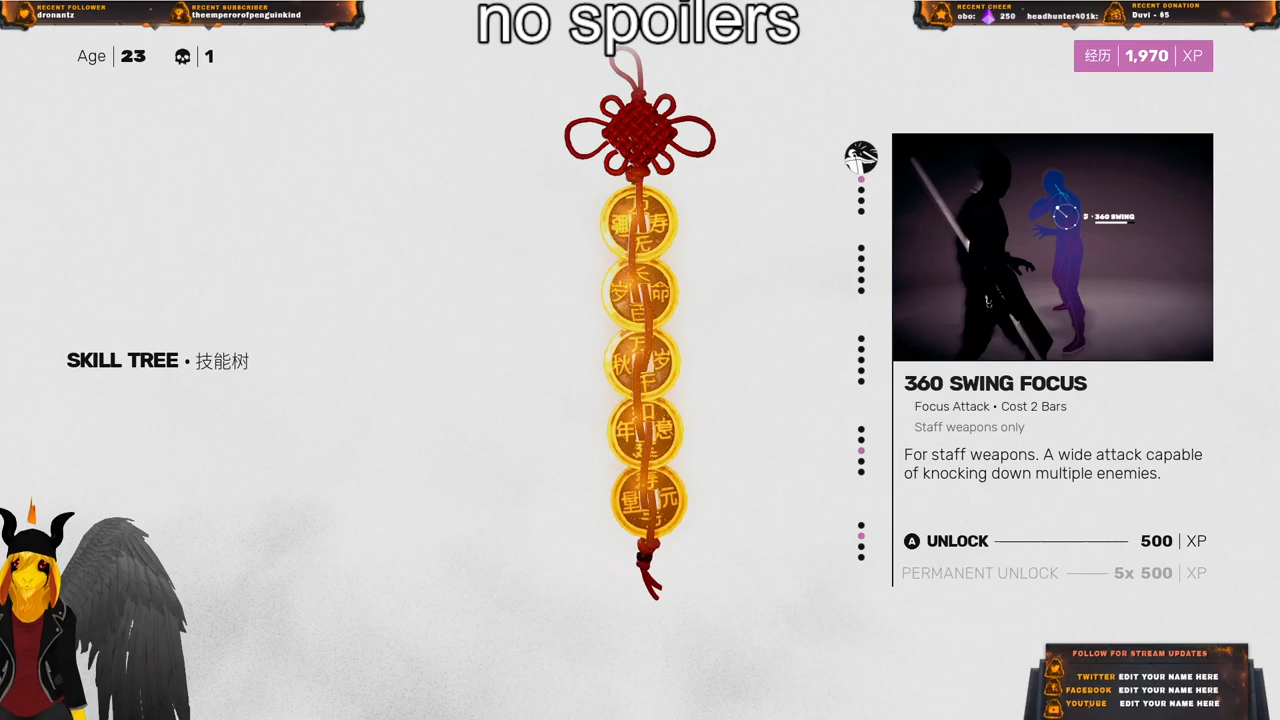 RECENT FOLLOWER
dronantz
RECENT SUBSCRIBER
theemperorofpenguinkind
no spoilers
RECENT CHEER
obo: 250 headhunter401k:
RECENT DONATION
Duvi - $5
Age 23 1
经历 1,970 XP
SKILL TREE • 技能树
360 SWING
360 SWING FOCUS
Focus Attack • Cost 2 Bars
Staff weapons only
For staff weapons. A wide attack capable
of knocking down multiple enemies.
A UNLOCK 500 XP
PERMANENT UNLOCK 5x 500 XP
FOLLOW FOR STREAM UPDATES
TWITTER EDIT YOUR NAME HERE
FACEBOOK EDIT YOUR NAME HERE
YOUTUBE EDIT YOUR NAME HERE